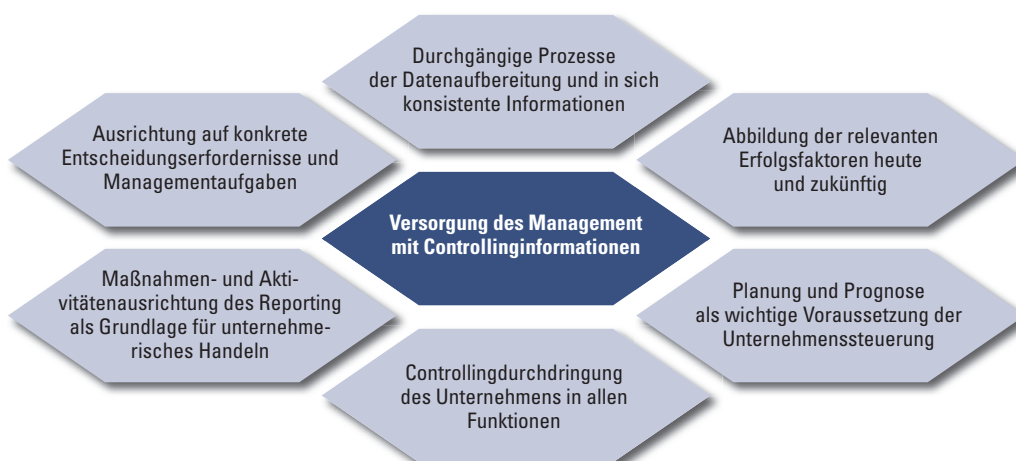 Durchgängige Prozesse
der Datenaufbereitung und in sich
konsistente Informationen
Ausrichtung auf konkrete
Entscheidungserfordernisse und
Managementaufgaben
Abbildung der relevanten
Erfolgsfaktoren heute
und zukünftig
Versorgung des Management
mit Controllinginformationen
Maßnahmen- und Akti-
vitätenausrichtung des Reporting
als Grundlage für unternehme-
risches Handeln
Planung und Prognose
als wichtige Voraussetzung der
Unternehmenssteuerung
Controllingdurchdringung
des Unternehmens in allen
Funktionen